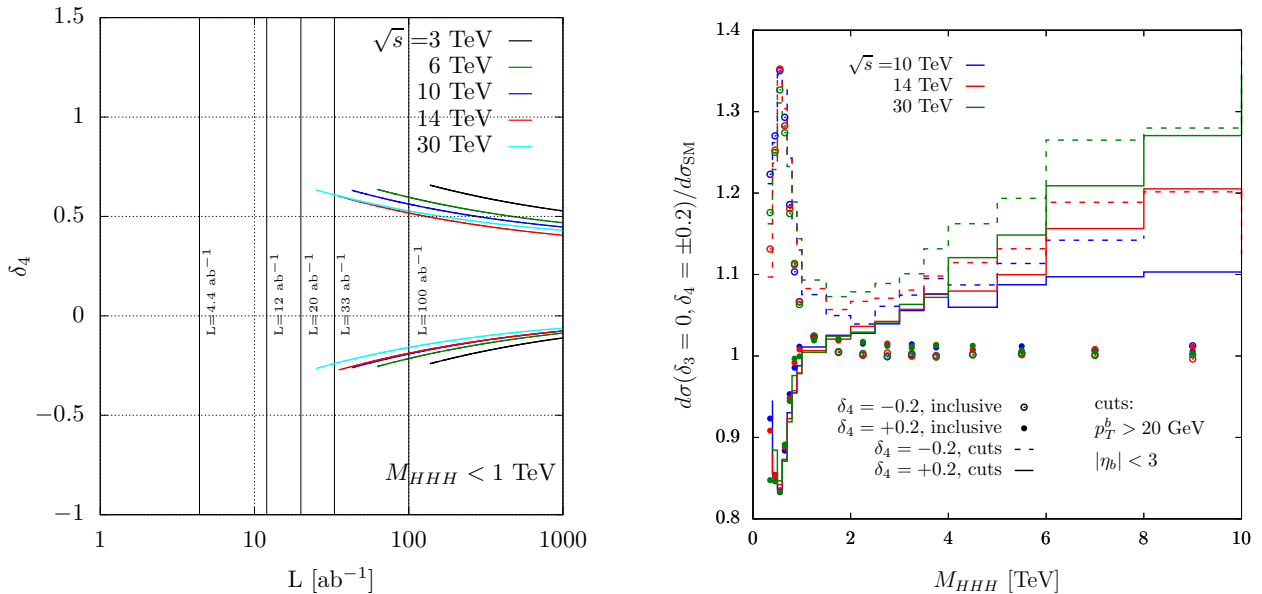 1.5
1
0.5
0
−0.5
−1
δ₄
√s =3 TeV
6 TeV
10 TeV
14 TeV
30 TeV
L=4.4 ab⁻¹
L=12 ab⁻¹
L=20 ab⁻¹
L=33 ab⁻¹
L=100 ab⁻¹
M_HHH < 1 TeV
1 10 100 1000
L [ab⁻¹]
1.4
1.3
1.2
1.1
1
0.9
0.8
dσ(δ₃ = 0, δ₄ = ±0.2)/dσ_SM
√s =10 TeV
14 TeV
30 TeV
δ₄ = −0.2, inclusive
δ₄ = +0.2, inclusive
δ₄ = −0.2, cuts
δ₄ = +0.2, cuts
cuts:
p_T^b > 20 GeV
|η_b| < 3
0 2 4 6 8 10
M_HHH [TeV]